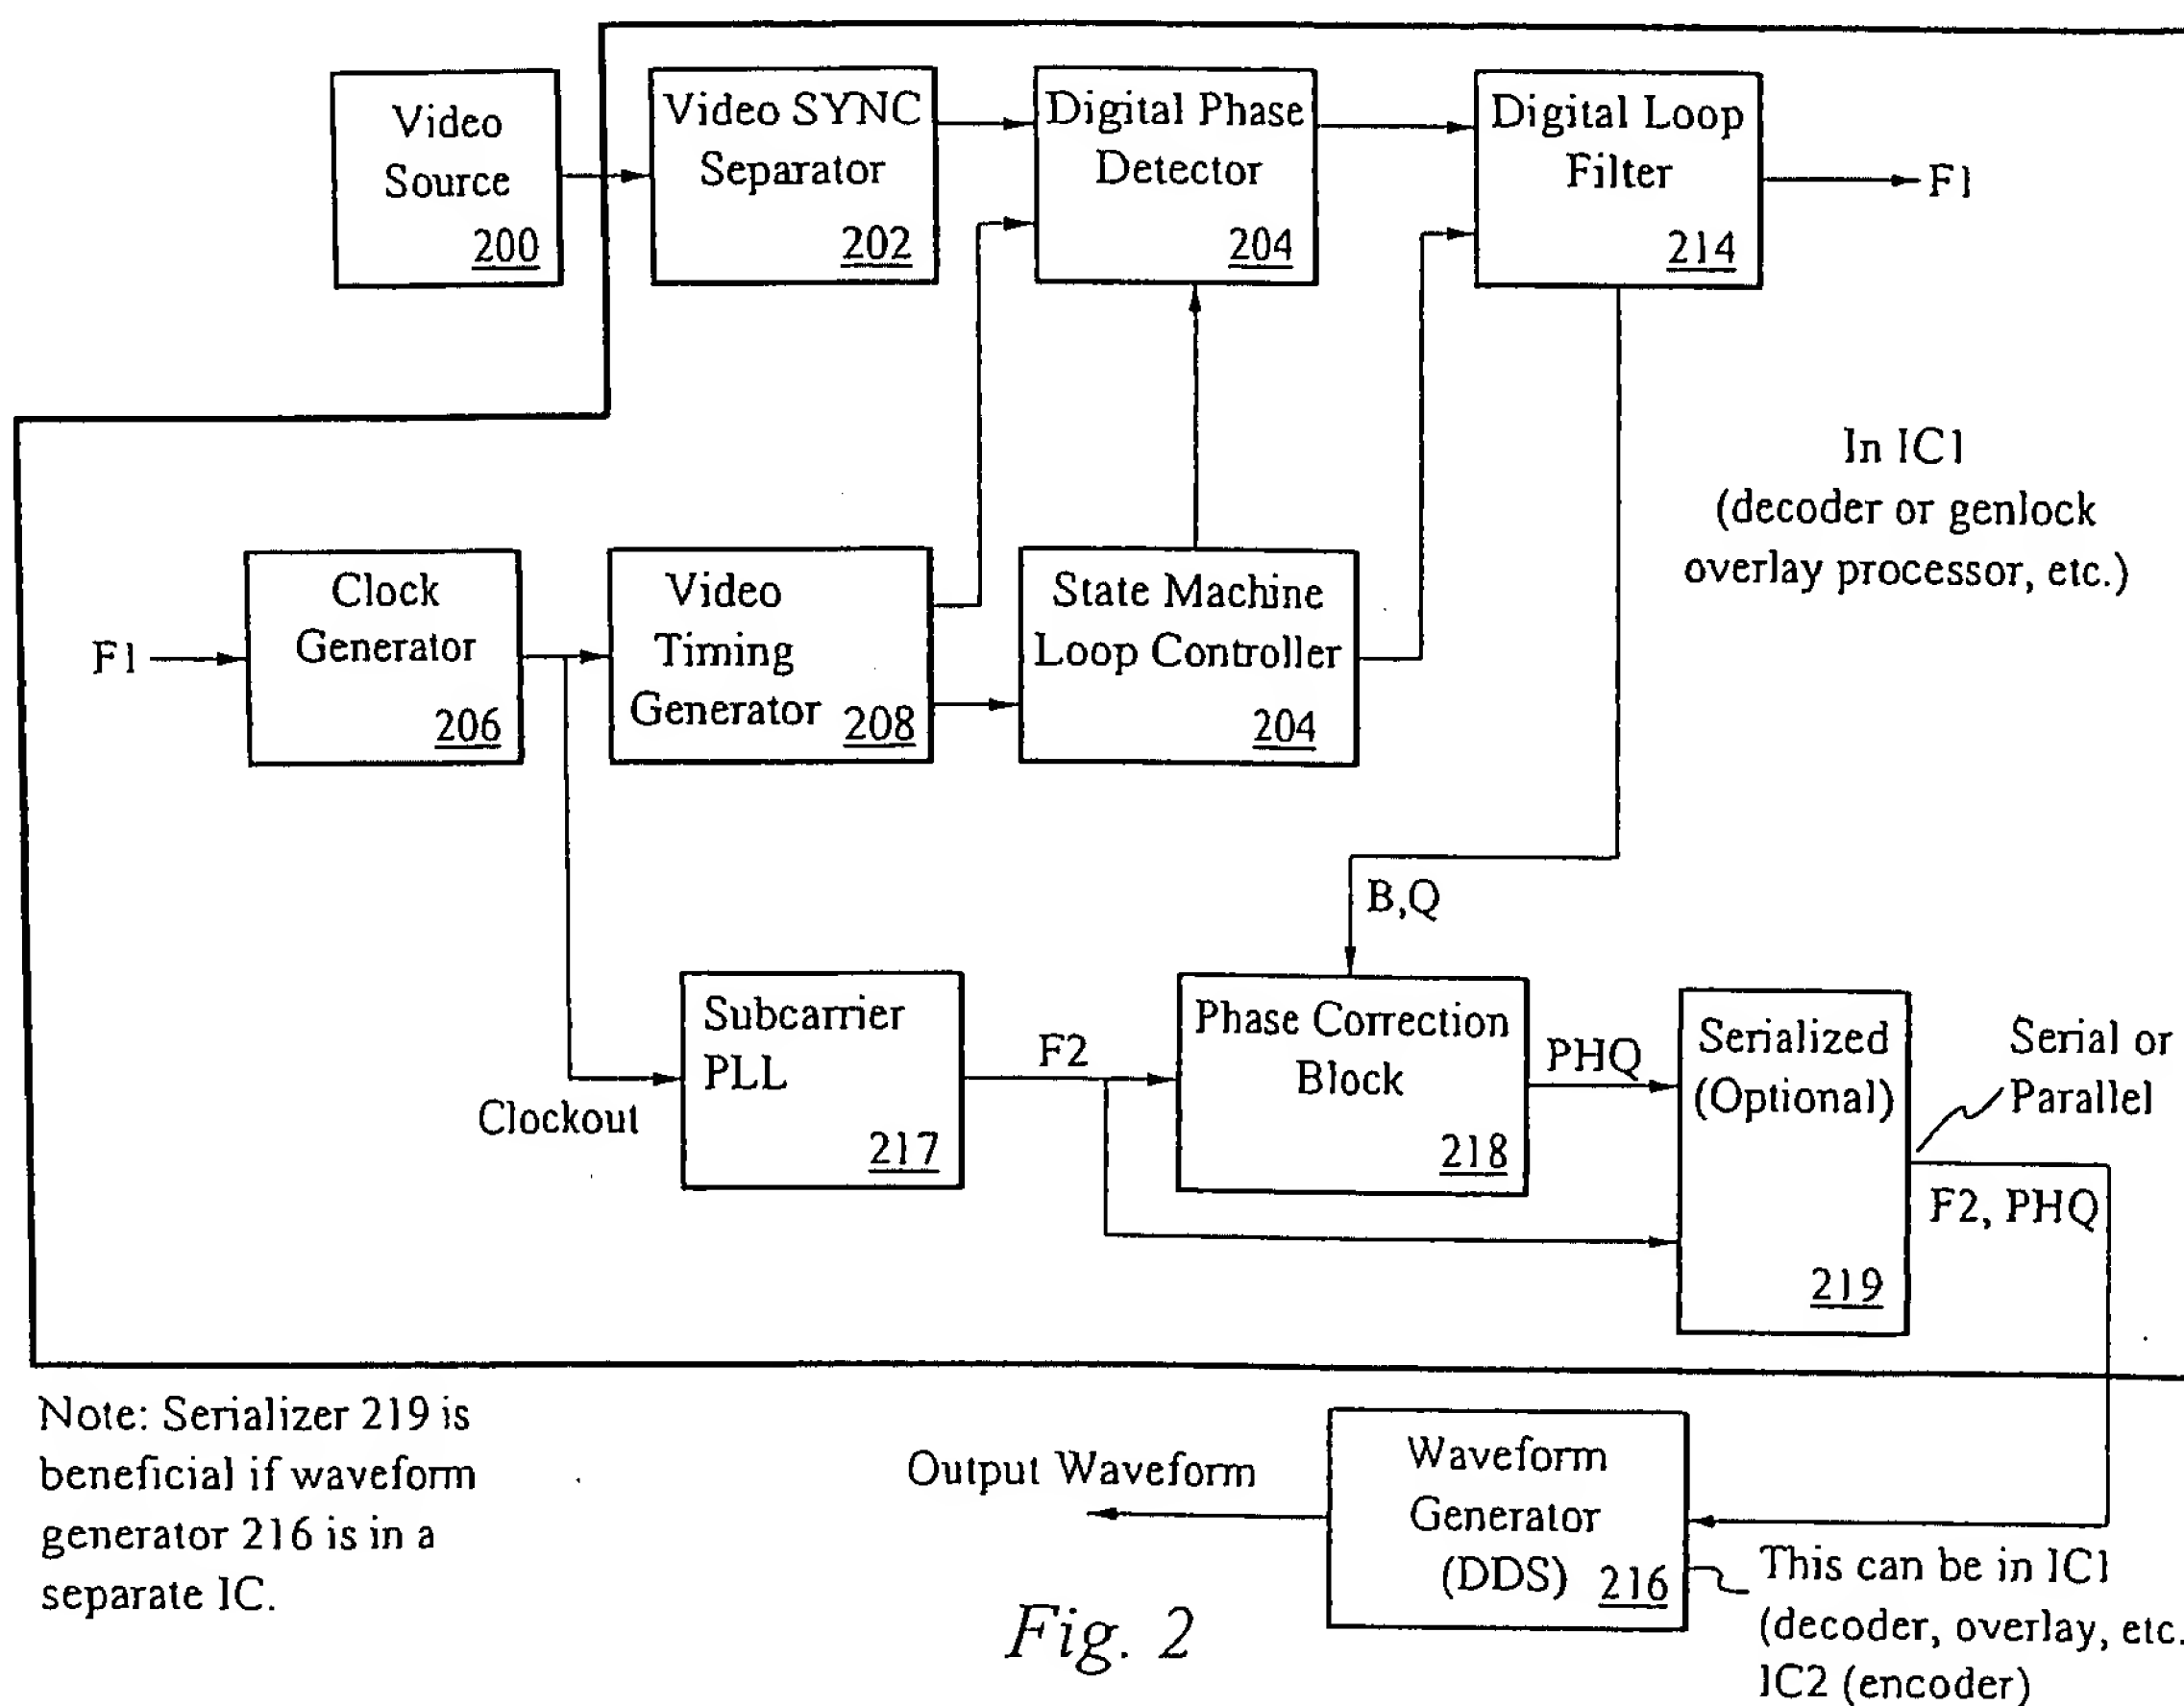 Video
Source
200
Video SYNC
Separator
202
Digital Phase
Detector
204
Digital Loop
Filter
214
F1
In IC1
(decoder or genlock
overlay processor, etc.)
F1
Clock
Generator
206
Video
Timing
Generator
208
State Machine
Loop Controller
204
B,Q
Clockout
Subcarrier
PLL
217
F2
Phase Correction
Block
218
PHQ
Serialized
(Optional)
219
Serial or
Parallel
F2, PHQ
Note: Serializer 219 is
beneficial if waveform
generator 216 is in a
separate IC.
Output Waveform
Waveform
Generator
(DDS)
216
This can be in IC1
(decoder, overlay, etc.
IC2 (encoder)
Fig. 2